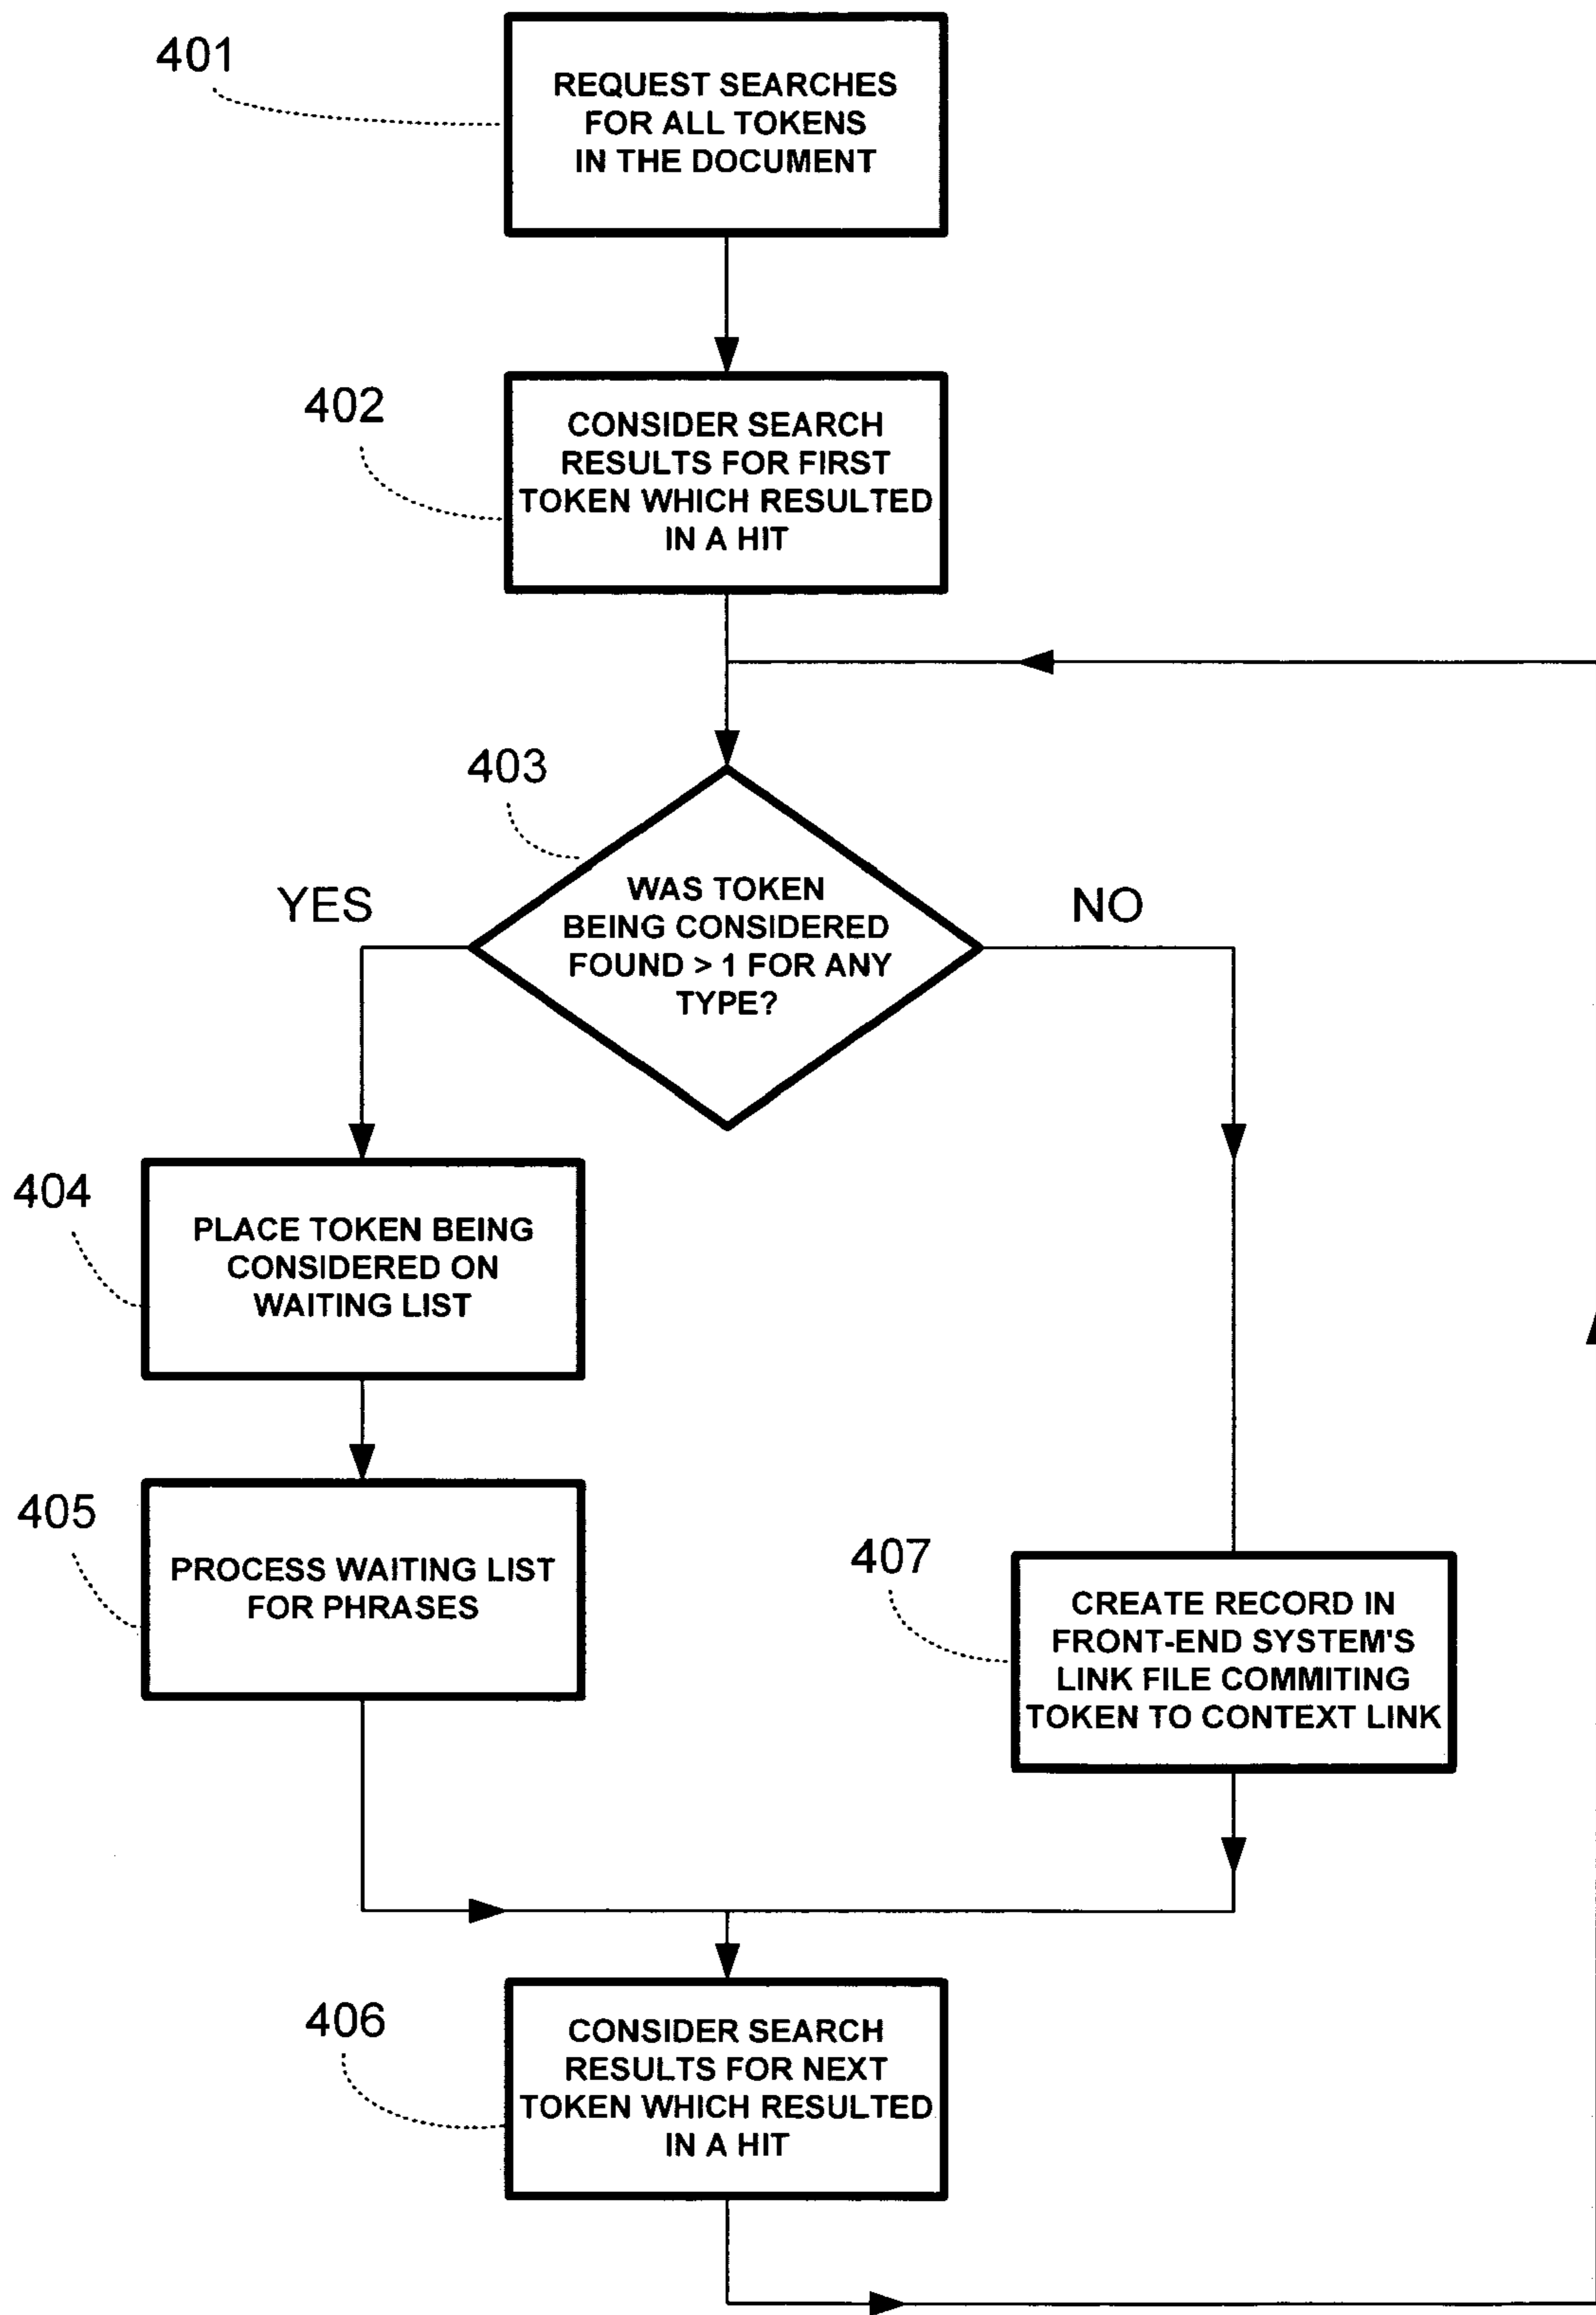 401
REQUEST SEARCHES
FOR ALL TOKENS
IN THE DOCUMENT
402
CONSIDER SEARCH
RESULTS FOR FIRST
TOKEN WHICH RESULTED
IN A HIT
403
WAS TOKEN
BEING CONSIDERED
FOUND > 1 FOR ANY
TYPE?
YES
NO
404
PLACE TOKEN BEING
CONSIDERED ON
WAITING LIST
405
PROCESS WAITING LIST
FOR PHRASES
407
CREATE RECORD IN
FRONT-END SYSTEM'S
LINK FILE COMMITING
TOKEN TO CONTEXT LINK
406
CONSIDER SEARCH
RESULTS FOR NEXT
TOKEN WHICH RESULTED
IN A HIT